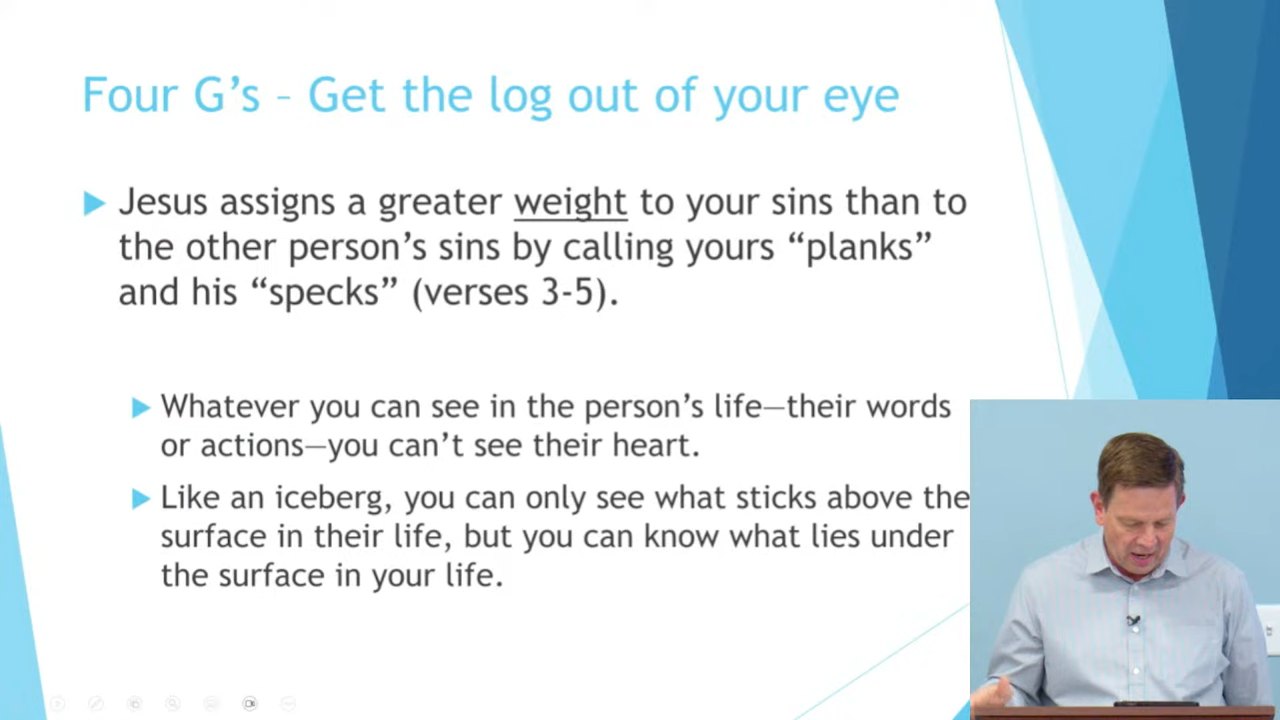 Four G’s – Get the log out of your eye
Jesus assigns a greater weight to your sins than to
the other person’s sins by calling yours “planks”
and his “specks” (verses 3-5).
Whatever you can see in the person’s life—their words
or actions—you can’t see their heart.
Like an iceberg, you can only see what sticks above the
surface in their life, but you can know what lies under
the surface in your life.